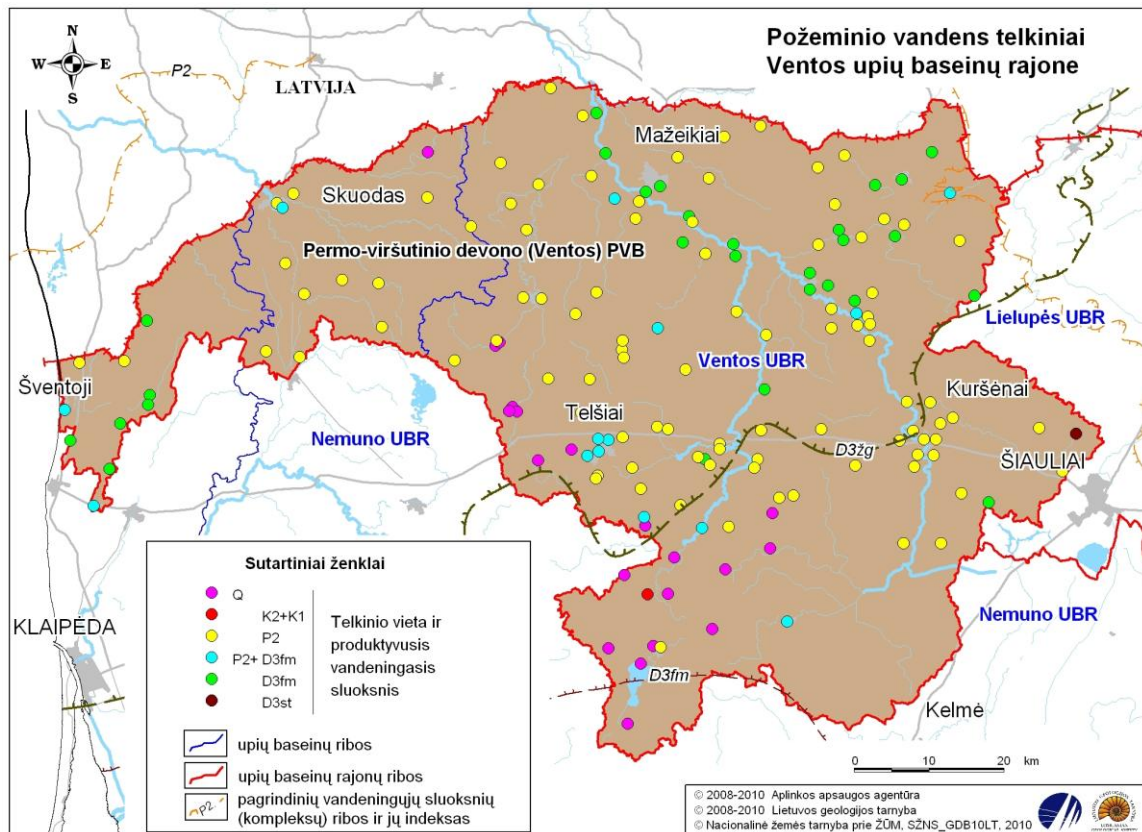 Požeminio vandens telkiniai
Ventos upių baseinų rajone
N
W E
S
P2
LATVIJA
Mažeikiai
Skuodas
Permo-viršutinio devono (Ventos) PVB
Lielupės UBR
Ventos UBR
Šventoji
Kuršėnai
Telšiai
Nemuno UBR
D3žg
ŠIAULIAI
Nemuno UBR
KLAIPĖDA
D3fm
Kelmė
Sutartiniai ženklai
Q
K2+K1
P2
P2+ D3fm
D3fm
D3st
Telkinio vieta ir
produktyvusis
vandeningasis
sluoksnis
upių baseinų ribos
upių baseinų rajonų ribos
P2
pagrindinių vandeningųjų sluoksnių
(kompleksų) ribos ir jų indeksas
0 10 20 km
© 2008-2010 Aplinkos apsaugos agentūra
© 2008-2010 Lietuvos geologijos tarnyba
© Nacionalinė žemės tarnyba prie ŽŪM, SŽNS_GDB10LT, 2010